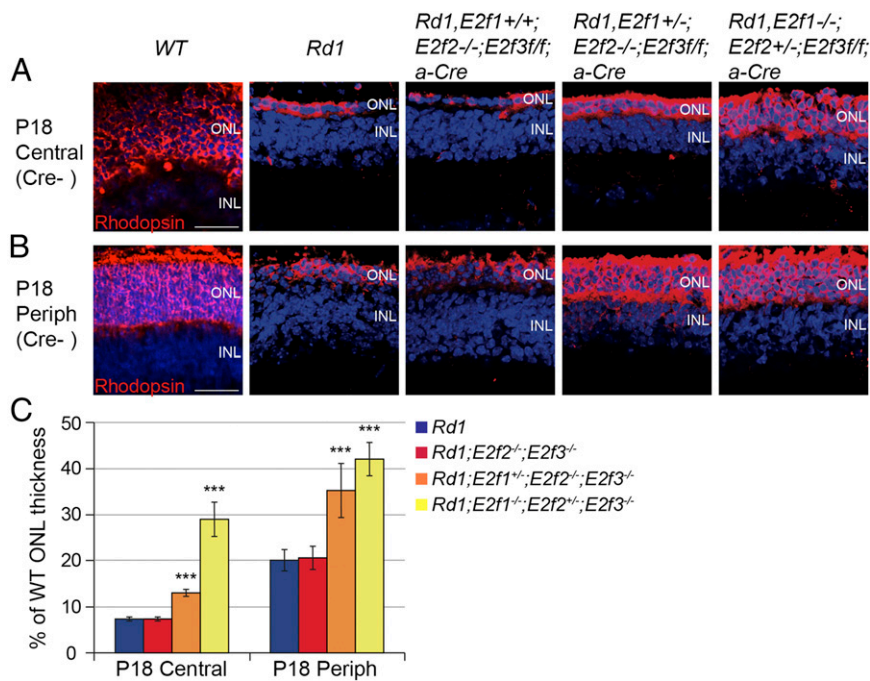 WT
Rd1
Rd1,E2f1+/+;
E2f2-/-;E2f3f/f;
a-Cre
Rd1,E2f1+/-;
E2f2-/-;E2f3f/f;
a-Cre
Rd1,E2f1-/-;
E2f2+/-;E2f3f/f;
a-Cre
A
P18
Central
(Cre- )
ONL
INL
Rhodopsin
ONL
INL
ONL
INL
ONL
INL
ONL
INL
B
P18
Periph
(Cre- )
ONL
INL
Rhodopsin
ONL
INL
ONL
INL
ONL
INL
ONL
INL
C
% of WT ONL thickness
50
40
30
20
10
0
***
***
***
***
P18 Central
P18 Periph
Rd1
Rd1;E2f2-/-;E2f3-/-
Rd1;E2f1+/-;E2f2-/-;E2f3-/-
Rd1;E2f1-/-;E2f2+/-;E2f3-/-